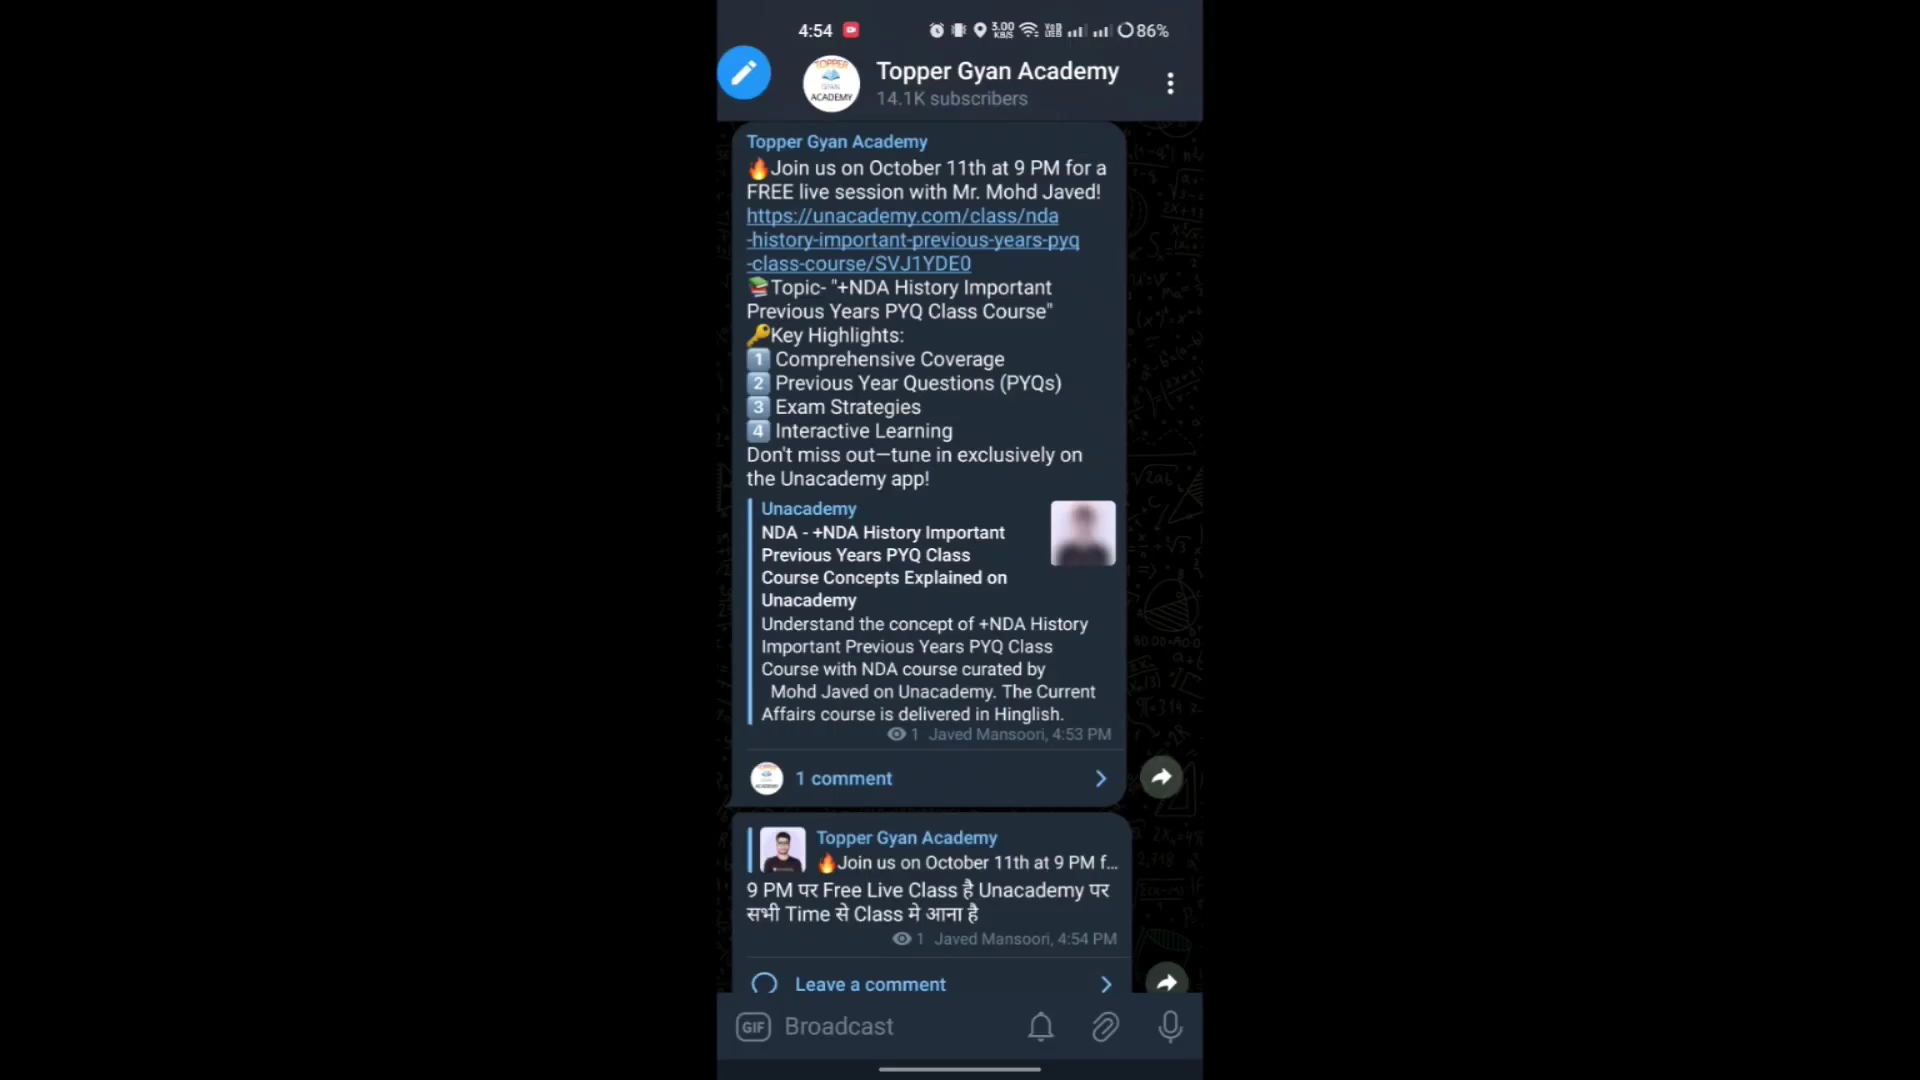 4:54
3.00
KB/S
86%
TOPPER
GYAN
ACADEMY
Topper Gyan Academy
14.1K subscribers
Topper Gyan Academy
🔥Join us on October 11th at 9 PM for a
FREE live session with Mr. Mohd Javed!
https://unacademy.com/class/nda
-history-important-previous-years-pyq
-class-course/SVJ1YDE0
📚Topic- "+NDA History Important
Previous Years PYQ Class Course"
🔑Key Highlights:
1️⃣ Comprehensive Coverage
2️⃣ Previous Year Questions (PYQs)
3️⃣ Exam Strategies
4️⃣ Interactive Learning
Don't miss out—tune in exclusively on
the Unacademy app!
Unacademy
NDA - +NDA History Important
Previous Years PYQ Class
Course Concepts Explained on
Unacademy
Understand the concept of +NDA History
Important Previous Years PYQ Class
Course with NDA course curated by
Mohd Javed on Unacademy. The Current
Affairs course is delivered in Hinglish.
1 Javed Mansoori, 4:53 PM
1 comment
Topper Gyan Academy
🔥Join us on October 11th at 9 PM f...
9 PM पर Free Live Class है Unacademy पर
सभी Time से Class मे आना है
1 Javed Mansoori, 4:54 PM
Leave a comment
GIF Broadcast